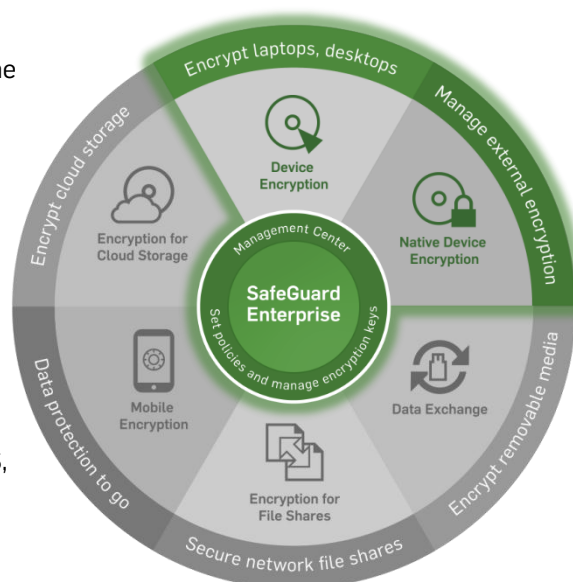 ne
s,
Encrypt laptops, desktops
Manage external encryption
Encrypt removable media
Secure network file shares
Data protection to go
Encrypt cloud storage
Device
Encryption
Native Device
Encryption
Data Exchange
Encryption for
File Shares
Mobile
Encryption
Encryption for
Cloud Storage
Management Center
SafeGuard
Enterprise
Set policies and manage encryption keys